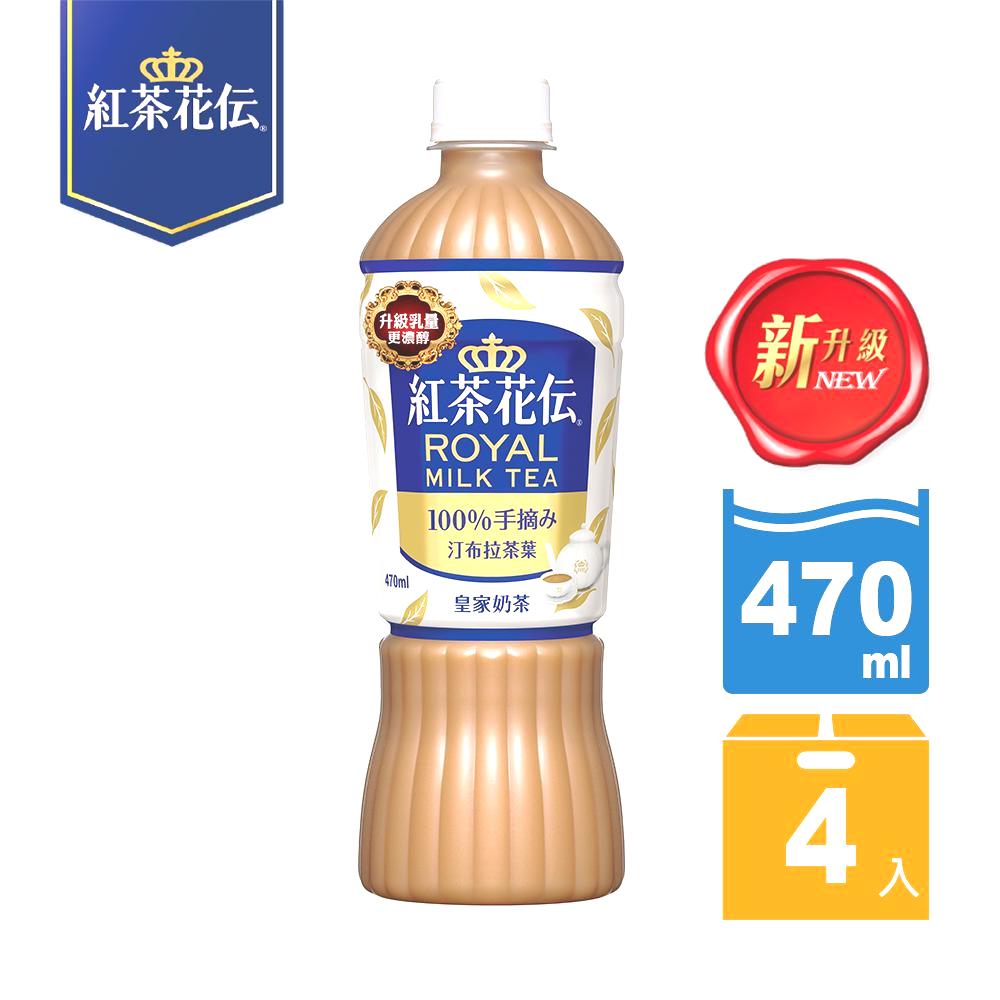 紅茶花伝®
升級乳量
更濃醇
紅茶花伝®
ROYAL
MILK TEA
100%手摘み
汀布拉茶葉
470ml
皇家奶茶
新升級
NEW
470
ml
4入